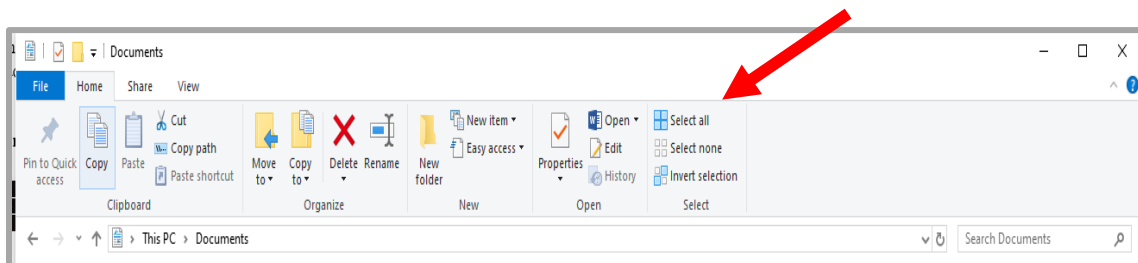 Documents
File Home Share View
Pin to Quick access
Copy
Paste
Cut
Copy path
Paste shortcut
Clipboard
Move to
Copy to
Delete
Rename
Organize
New folder
New item
Easy access
New
Properties
Open
Edit
History
Open
Select all
Select none
Invert selection
Select
This PC > Documents
Search Documents